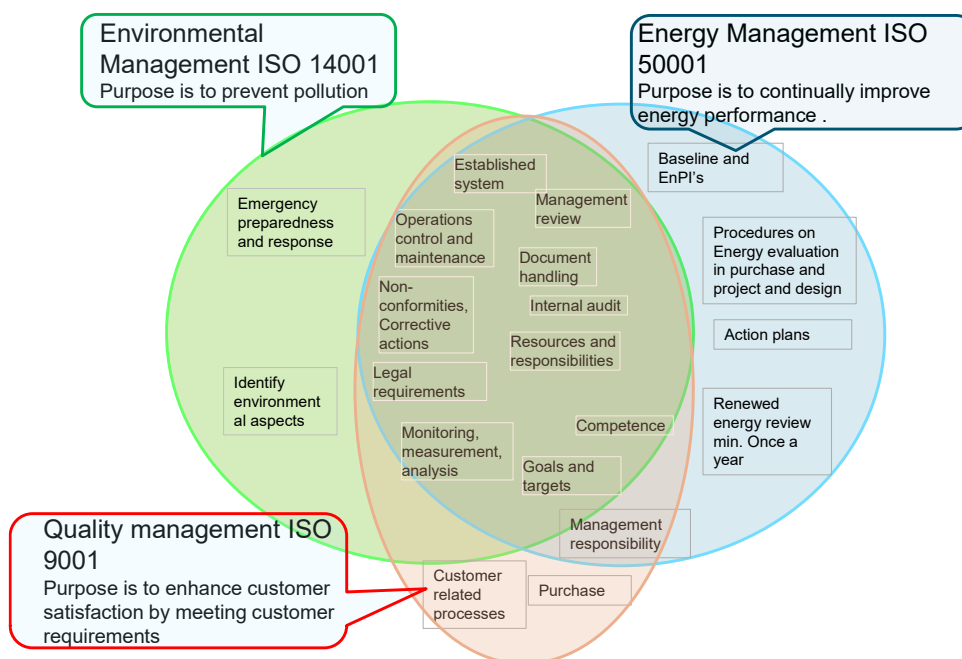 Environmental
Management ISO 14001
Purpose is to prevent pollution
Energy Management ISO
50001
Purpose is to continually improve
energy performance .
Established
system
Management
review
Baseline and
EnPI's
Emergency
preparedness
and response
Operations
control and
maintenance
Document
handling
Procedures on
Energy evaluation
in purchase and
project and design
Non-
conformities,
Corrective
actions
Internal audit
Resources and
responsibilities
Action plans
Legal
requirements
Identify
environment
al aspects
Renewed
energy review
min. Once a
year
Monitoring,
measurement,
analysis
Competence
Goals and
targets
Quality management ISO
9001
Purpose is to enhance customer
satisfaction by meeting customer
requirements
Management
responsibility
Customer
related
processes
Purchase